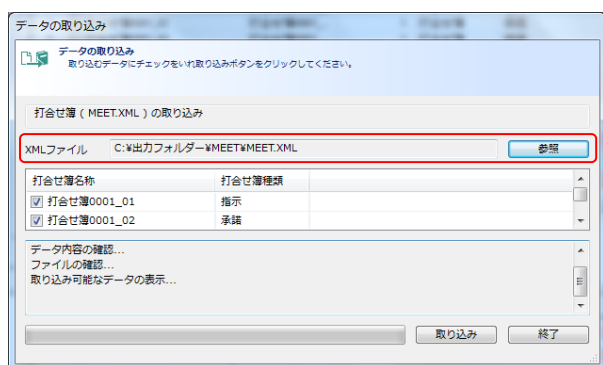 データの取り込み
データの取り込み
取り込むデータにチェックをいれ取り込みボタンをクリックしてください。
打合せ簿 ( MEET.XML ) の取り込み
XMLファイル C:¥出力フォルダー¥MEET¥MEET.XML 参照
打合せ簿名称 打合せ簿種類
打合せ簿0001_01 指示
打合せ簿0001_02 承諾
データ内容の確認...
ファイルの確認...
取り込み可能なデータの表示...
取り込み 終了